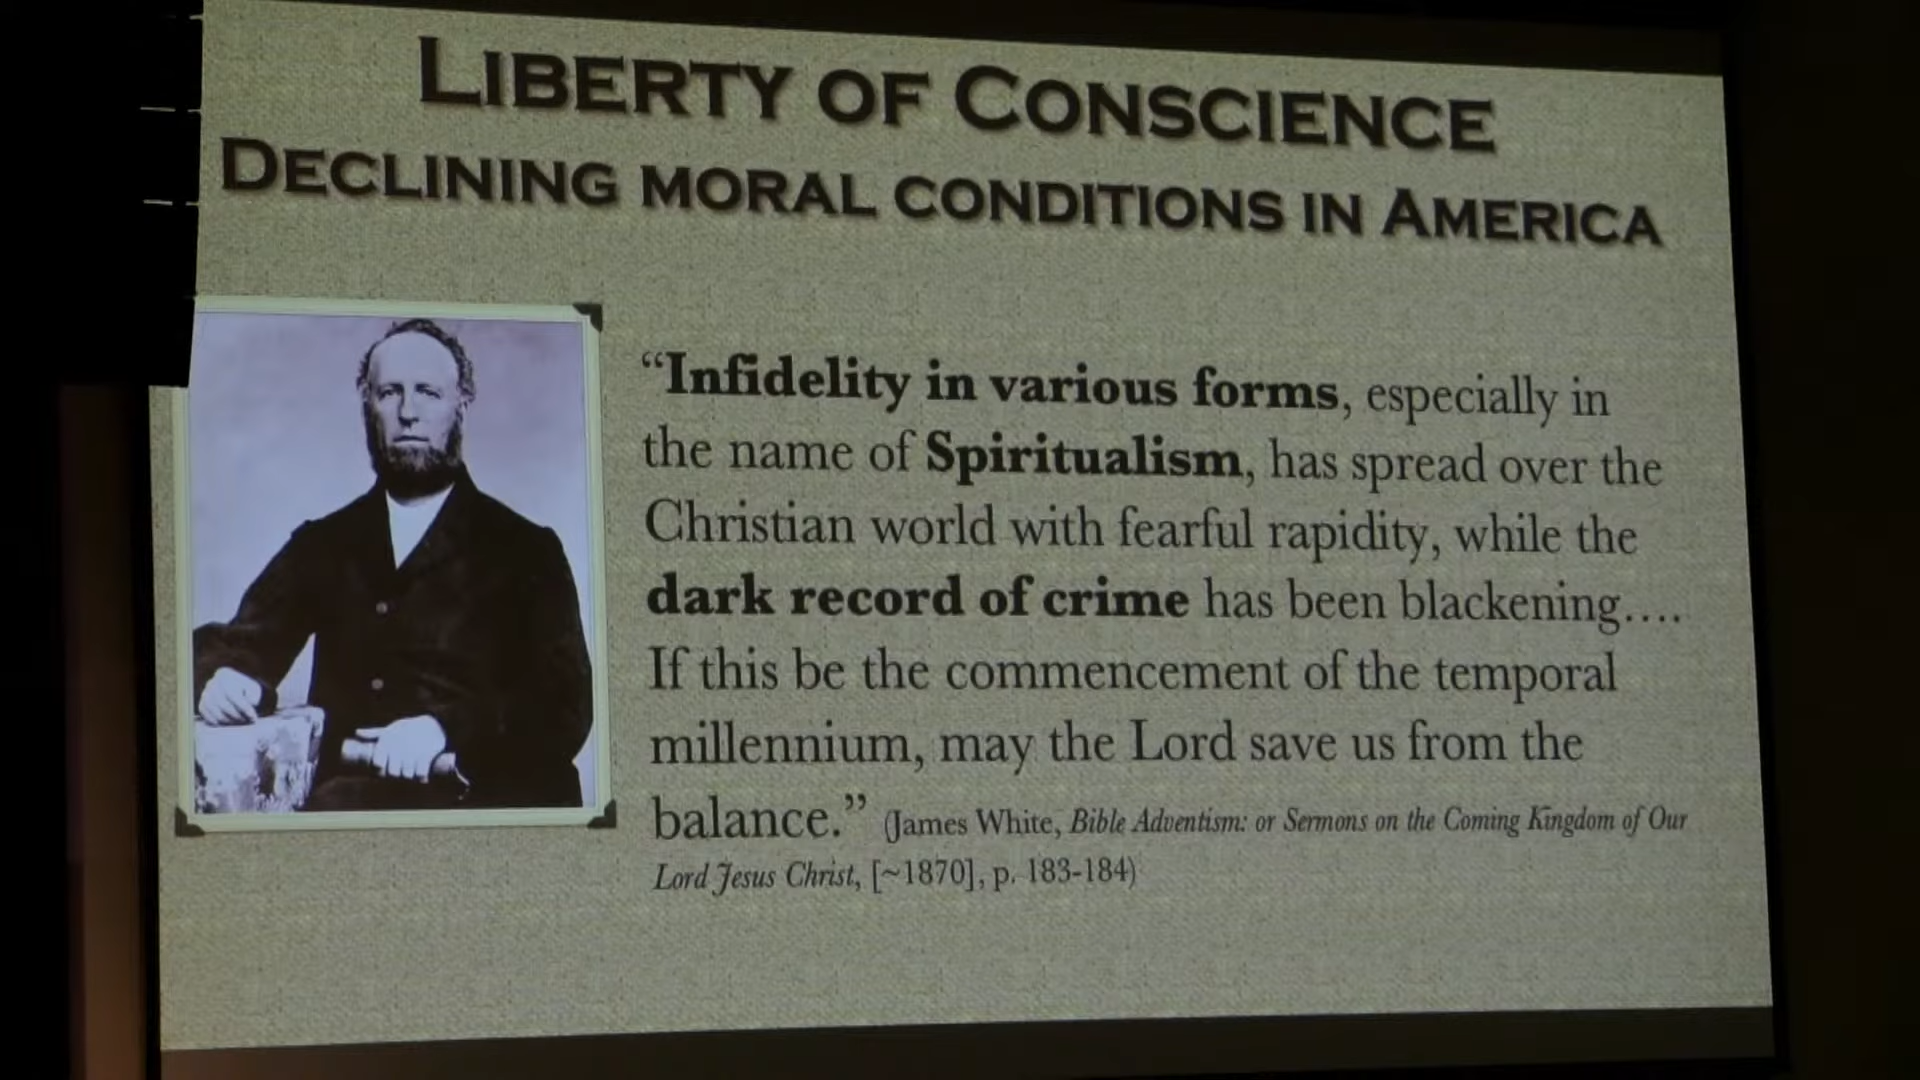 LIBERTY OF CONSCIENCE
DECLINING MORAL CONDITIONS IN AMERICA
“Infidelity in various forms, especially in
the name of Spiritualism, has spread over the
Christian world with fearful rapidity, while the
dark record of crime has been blackening....
If this be the commencement of the temporal
millennium, may the Lord save us from the
balance.” (James White, Bible Adventism: or Sermons on the Coming Kingdom of Our
Lord Jesus Christ, [~1870], p. 183-184)